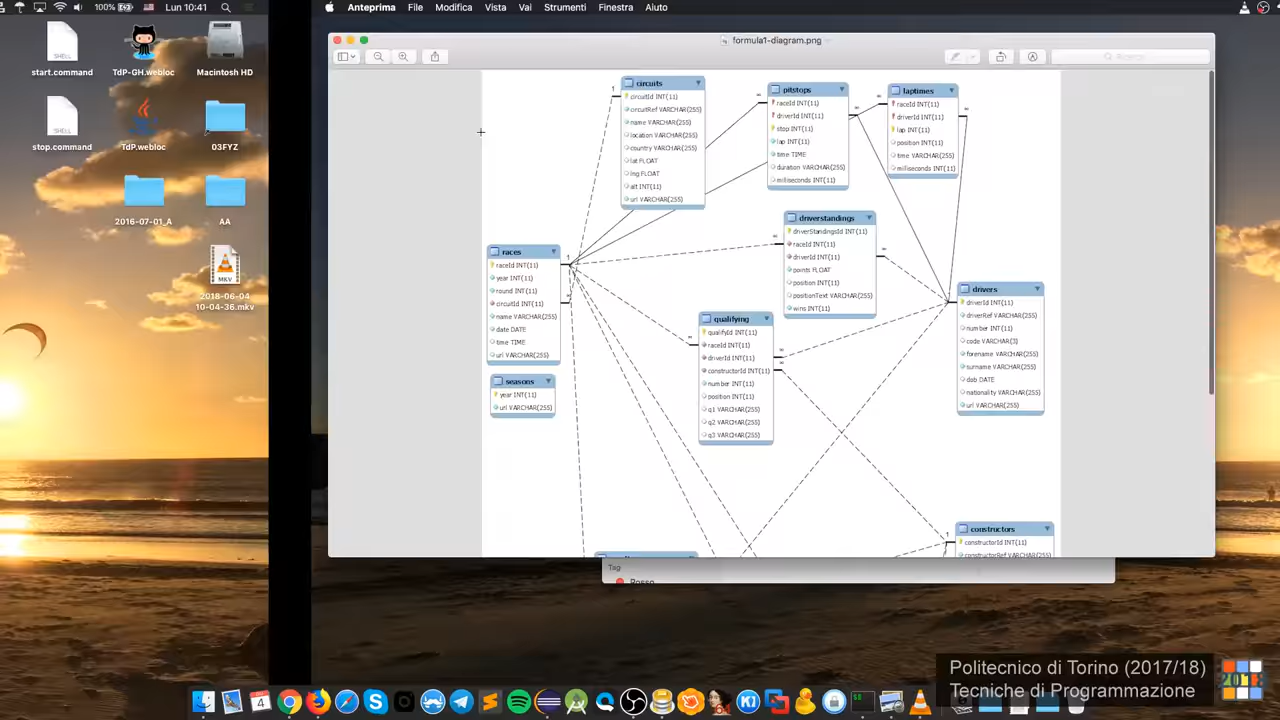 Lun 10:41
100%
Anteprima File Modifica Vista Vai Strumenti Finestra Aiuto
start.command
TdP-GH.webloc
Macintosh HD
SHELL
stop.command
TdP.webloc
03FYZ
SHELL
2016-07-01_A
AA
MKV
2018-06-04
10-04-36.mkv
formula1-diagram.png
Ricerca
circuits
circuitId INT(11)
circuitRef VARCHAR(255)
name VARCHAR(255)
location VARCHAR(255)
country VARCHAR(255)
lat FLOAT
lng FLOAT
alt INT(11)
url VARCHAR(255)
pitstops
raceId INT(11)
driverId INT(11)
stop INT(11)
lap INT(11)
time TIME
duration VARCHAR(255)
milliseconds INT(11)
laptimes
raceId INT(11)
driverId INT(11)
lap INT(11)
position INT(11)
time VARCHAR(255)
milliseconds INT(11)
driverstandings
driverStandingsId INT(11)
raceId INT(11)
driverId INT(11)
points FLOAT
position INT(11)
positionText VARCHAR(255)
wins INT(11)
races
raceId INT(11)
year INT(11)
round INT(11)
circuitId INT(11)
name VARCHAR(255)
date DATE
time TIME
url VARCHAR(255)
seasons
year INT(11)
url VARCHAR(255)
qualifying
qualifyId INT(11)
raceId INT(11)
driverId INT(11)
constructorId INT(11)
number INT(11)
position INT(11)
q1 VARCHAR(255)
q2 VARCHAR(255)
q3 VARCHAR(255)
drivers
driverId INT(11)
driverRef VARCHAR(255)
number INT(11)
code VARCHAR(3)
forename VARCHAR(255)
surname VARCHAR(255)
dob DATE
nationality VARCHAR(255)
url VARCHAR(255)
constructors
constructorId INT(11)
constructorRef VARCHAR(255)
Tag
Rosso
Politecnico di Torino (2017/18)
Tecniche di Programmazione